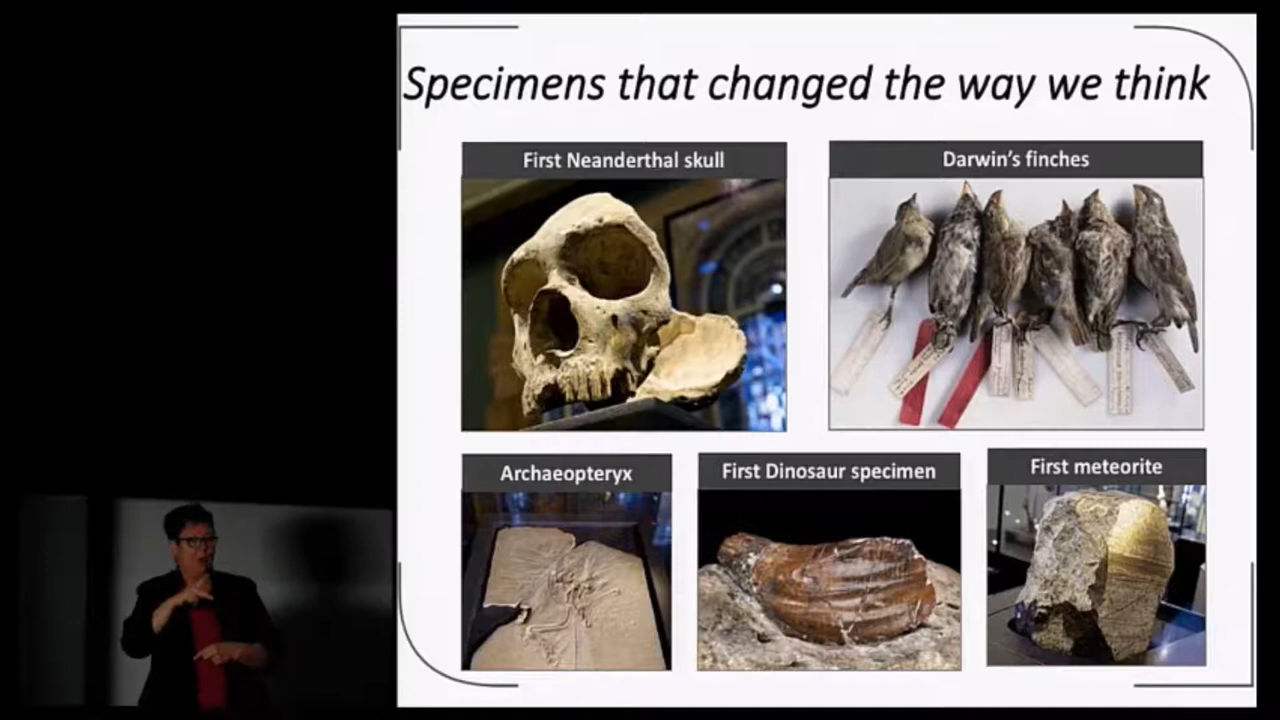 Specimens that changed the way we think
First Neanderthal skull
Darwin's finches
Archaeopteryx
First Dinosaur specimen
First meteorite